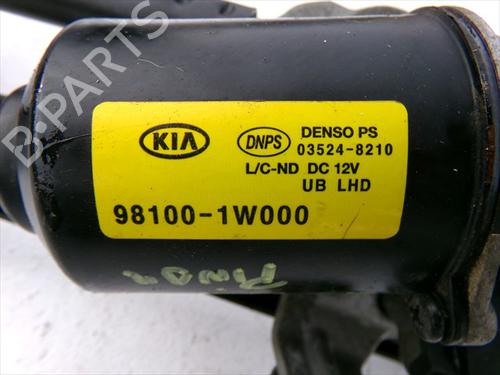 B-PARTS
KIA
DNPS
DENSO PS
03524-8210
L/C-ND DC 12V
UB LHD
98100-1W000